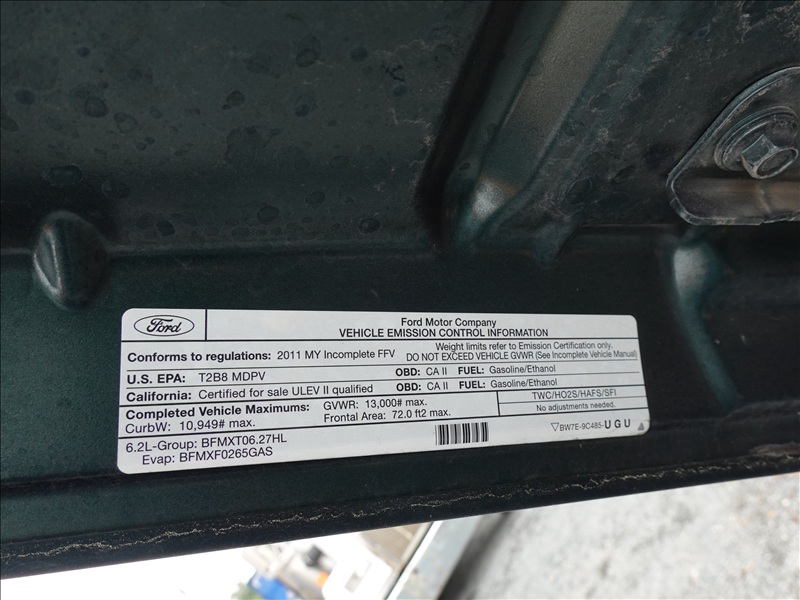 Ford
Ford Motor Company
VEHICLE EMISSION CONTROL INFORMATION
Conforms to regulations: 2011 MY Incomplete FFV
Weight limits refer to Emission Certification only.
DO NOT EXCEED VEHICLE GVWR (See Incomplete Vehicle Manual)
U.S. EPA: T2B8 MDPV OBD: CA II FUEL: Gasoline/Ethanol
California: Certified for sale ULEV II qualified OBD: CA II FUEL: Gasoline/Ethanol
Completed Vehicle Maximums: GVWR: 13,000# max.
CurbW: 10,949# max. Frontal Area: 72.0 ft2 max.
TWC/HO2S/HAFS/SFI
No adjustments needed.
6.2L-Group: BFMXT06.27HL
Evap: BFMXF0265GAS
BW7E-9C485-UGU